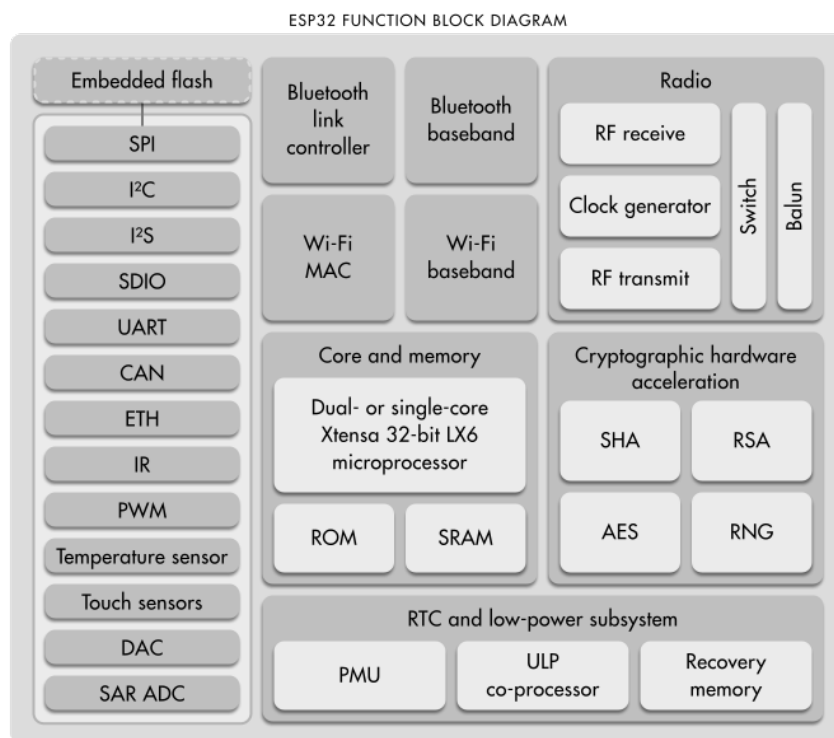 ESP32 FUNCTION BLOCK DIAGRAM
Embedded flash
SPI
I²C
I²S
SDIO
UART
CAN
ETH
IR
PWM
Temperature sensor
Touch sensors
DAC
SAR ADC
Bluetooth
link
controller
Bluetooth
baseband
Wi-Fi
MAC
Wi-Fi
baseband
Radio
RF receive
Clock generator
RF transmit
Switch
Balun
Core and memory
Dual- or single-core
Xtensa 32-bit LX6
microprocessor
ROM
SRAM
Cryptographic hardware
acceleration
SHA
RSA
AES
RNG
RTC and low-power subsystem
PMU
ULP
co-processor
Recovery
memory